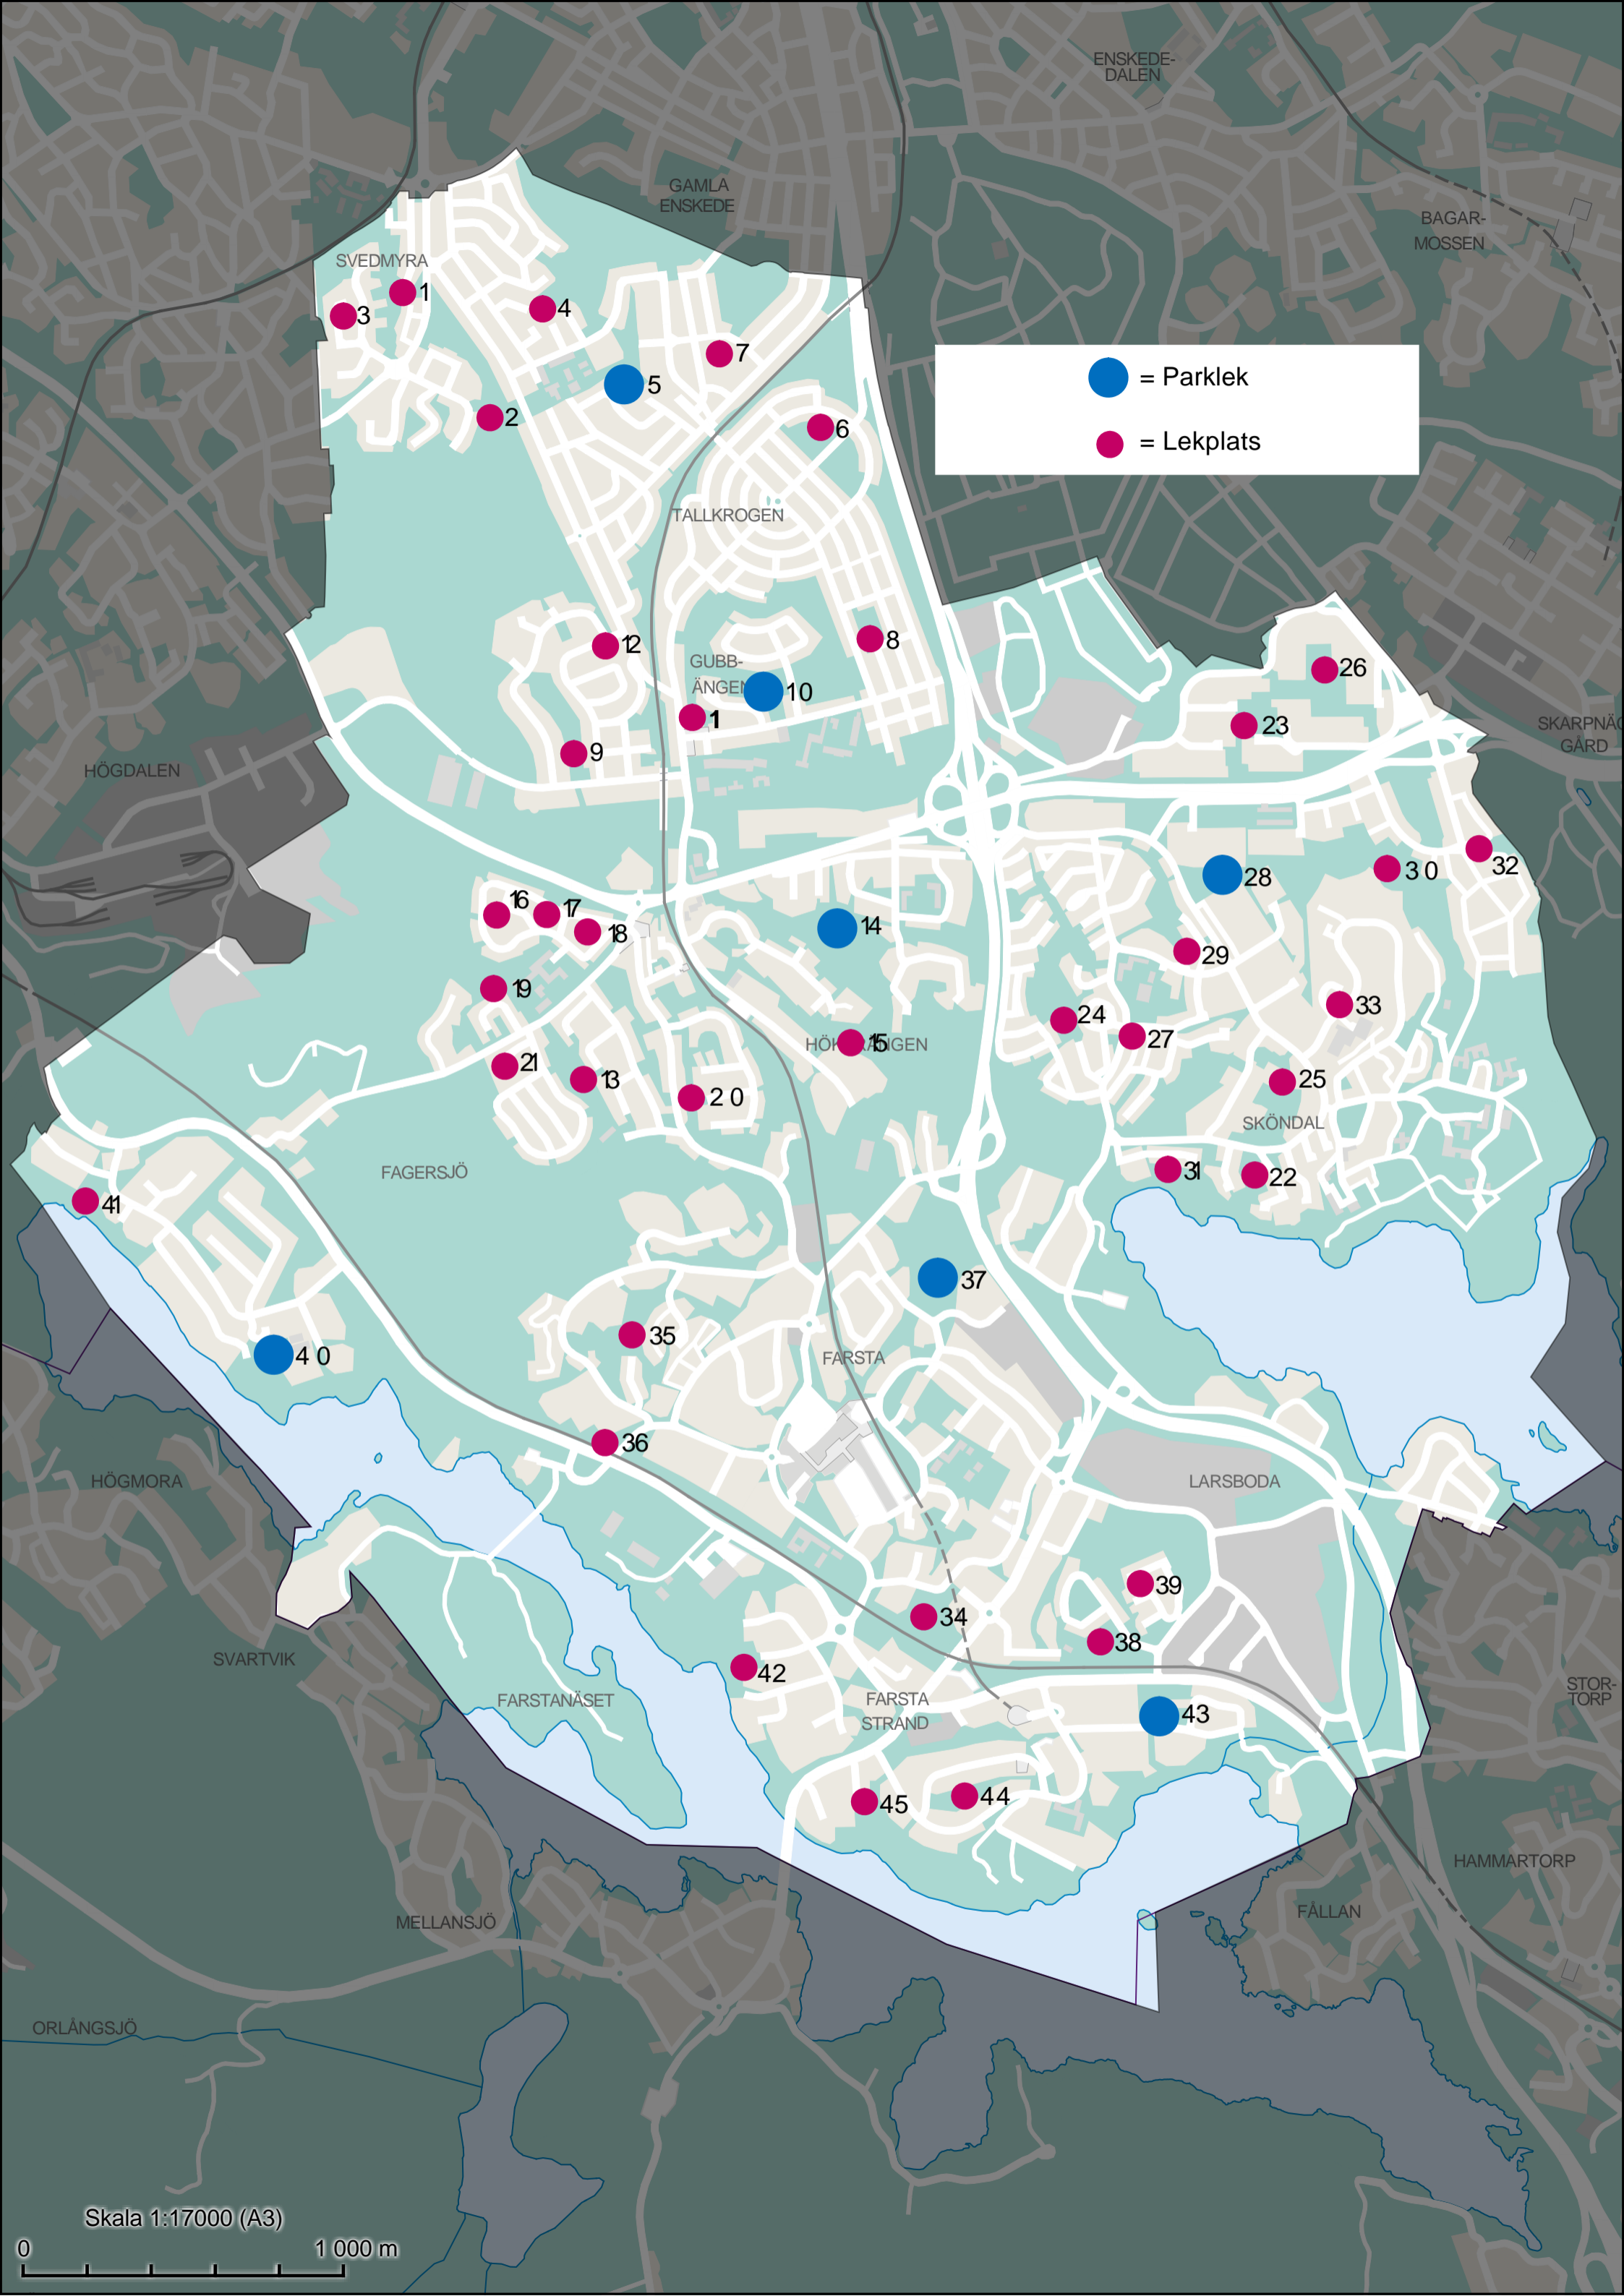 ENSKEDE-
DALEN
GAMLA
ENSKEDE
BAGAR-
MOSSEN
SVEDMYRA
1
3
4
7
5
= Parklek
2
6
= Lekplats
TALLKROGEN
12
8
GUBB-
ÄNGEN
10
26
11
23
SKARPNÄC
GÅRD
9
HÖGDALEN
32
30
28
16
17
18
14
29
19
33
24
27
15
HÖKARÄNGEN
21
13
25
20
SKÖNDAL
FAGERSJÖ
31
22
41
37
35
40
FARSTA
36
HÖGMORA
LARSBODA
39
34
38
SVARTVIK
42
FARSTANÄSET
FARSTA
STRAND
STOR-
TORP
43
45
44
HAMMARTORP
MELLANSJÖ
FÅLLAN
ORLÅNGSJÖ
Skala 1:17000 (A3)
0
1 000 m